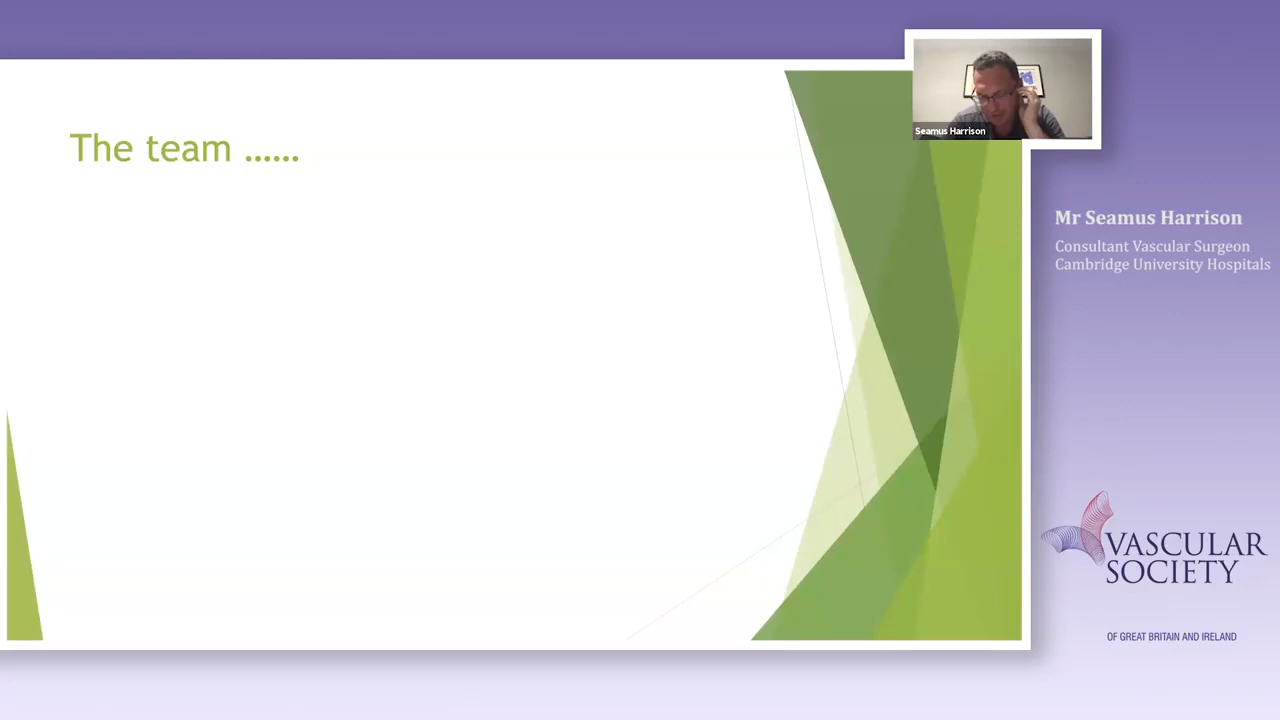 The team ......
Seamus Harrison
Mr Seamus Harrison
Consultant Vascular Surgeon
Cambridge University Hospitals
VASCULAR
SOCIETY
OF GREAT BRITAIN AND IRELAND